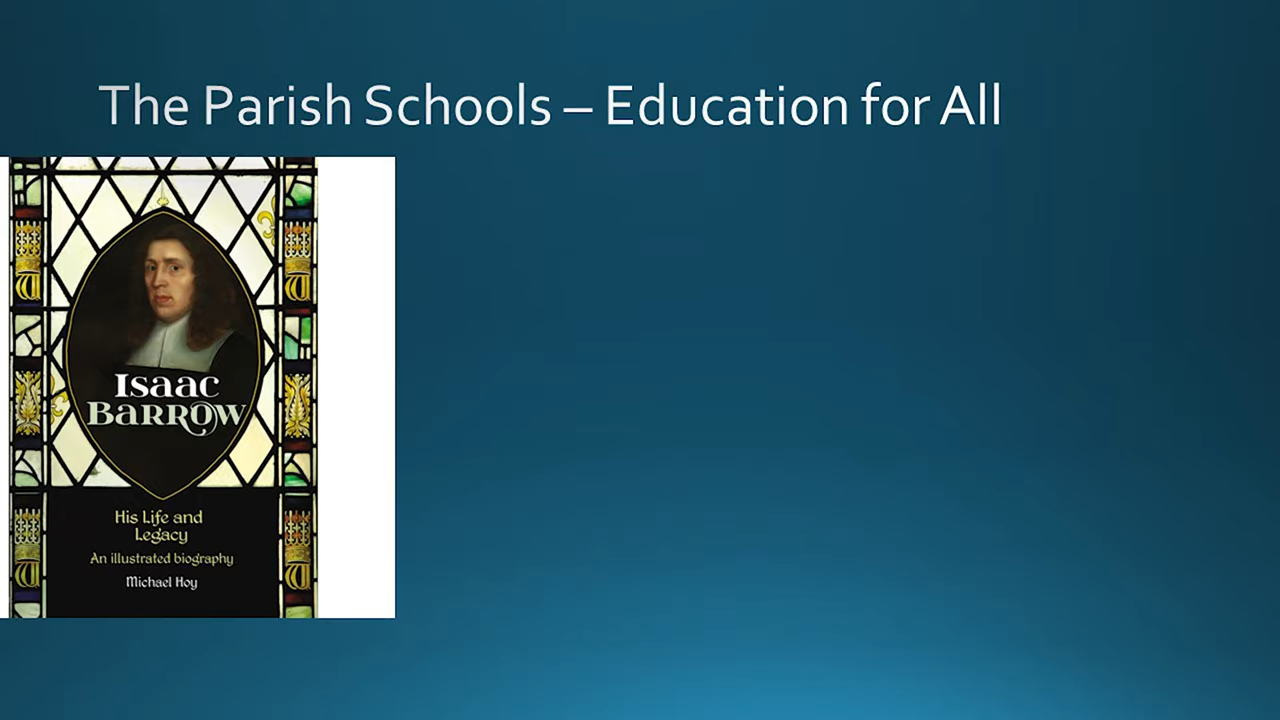 The Parish Schools – Education for All
Isaac
Barrow
His Life and
Legacy
An illustrated biography
Michael Hoy